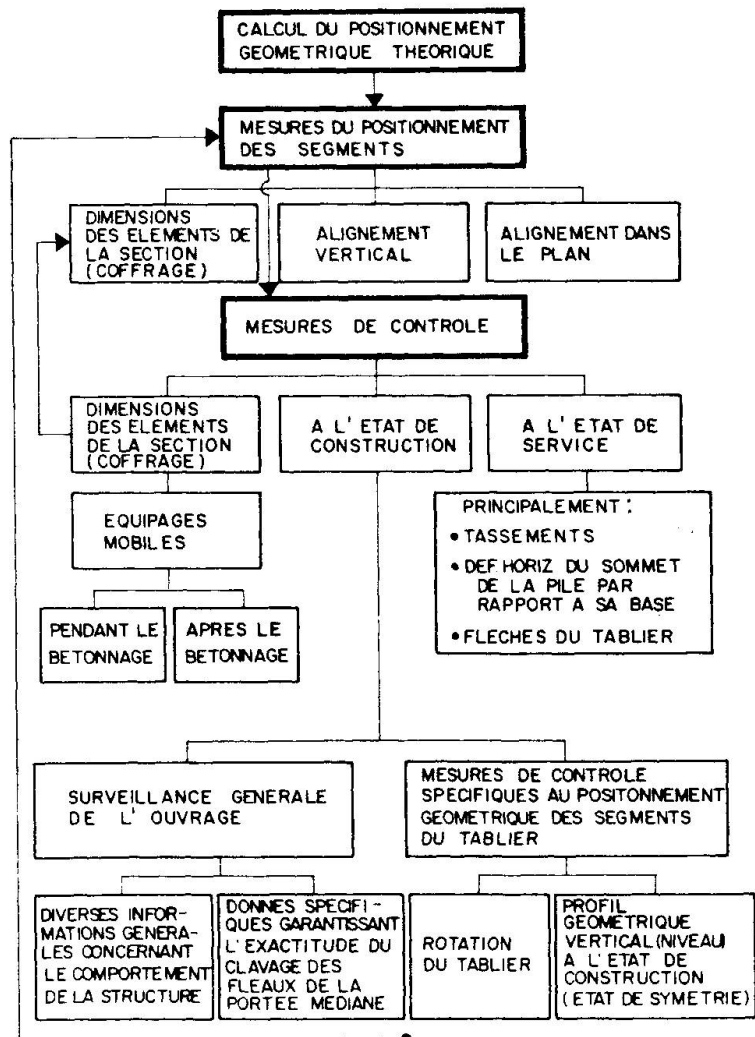 CALCUL DU POSITIONNEMENT
GEOMETRIQUE THEORIQUE
MESURES DU POSITIONNEMENT
DES SEGMENTS
DIMENSIONS
DES ELEMENTS DE
LA SECTION
(COFFRAGE)
ALIGNEMENT
VERTICAL
ALIGNEMENT DANS
LE PLAN
MESURES DE CONTROLE
DIMENSIONS
DES ELEMENTS
DE LA SECTION
(COFFRAGE)
A L'ETAT DE
CONSTRUCTION
A L'ETAT DE
SERVICE
EQUIPAGES
MOBILES
PRINCIPALEMENT :
• TASSEMENTS
• DEF. HORIZ DU SOMMET
DE LA PILE PAR
RAPPORT A SA BASE
• FLECHES DU TABLIER
PENDANT LE
BETONNAGE
APRES LE
BETONNAGE
SURVEILLANCE GENERALE
DE L'OUVRAGE
MESURES DE CONTROLE
SPECIFIQUES AU POSITONNEMENT
GEOMETRIQUE DES SEGMENTS
DU TABLIER
DIVERSES INFOR-
MATIONS GENERA-
LES CONCERNANT
LE COMPORTEMENT
DE LA STRUCTURE
DONNES SPECIFI-
QUES GARANTISSANT
L'EXACTITUDE DU
CLAVAGE DES
FLEAUX DE LA
PORTEE MEDIANE
ROTATION
DU TABLIER
PROFIL
GEOMETRIQUE
VERTICAL (NIVEAU)
A L'ETAT DE
CONSTRUCTION
(ETAT DE SYMETRIE)